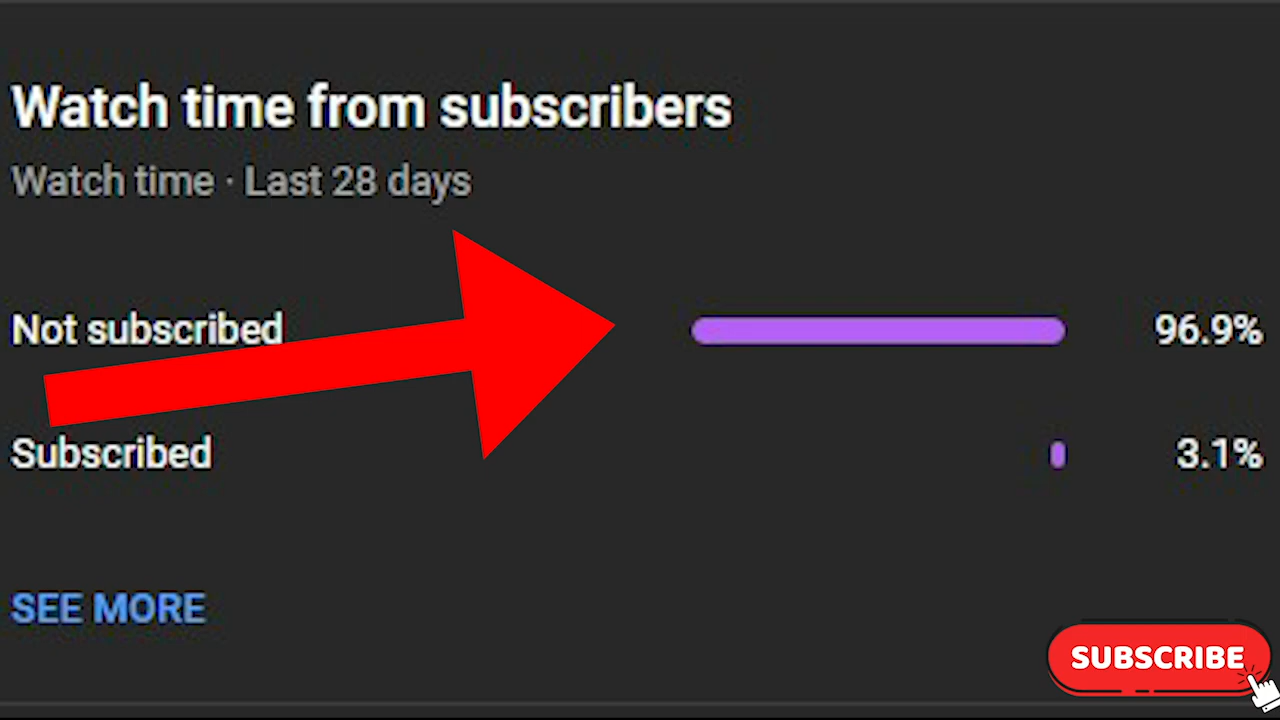 Watch time from subscribers
Watch time · Last 28 days
Not subscribed 96.9%
Subscribed 3.1%
SEE MORE
SUBSCRIBE